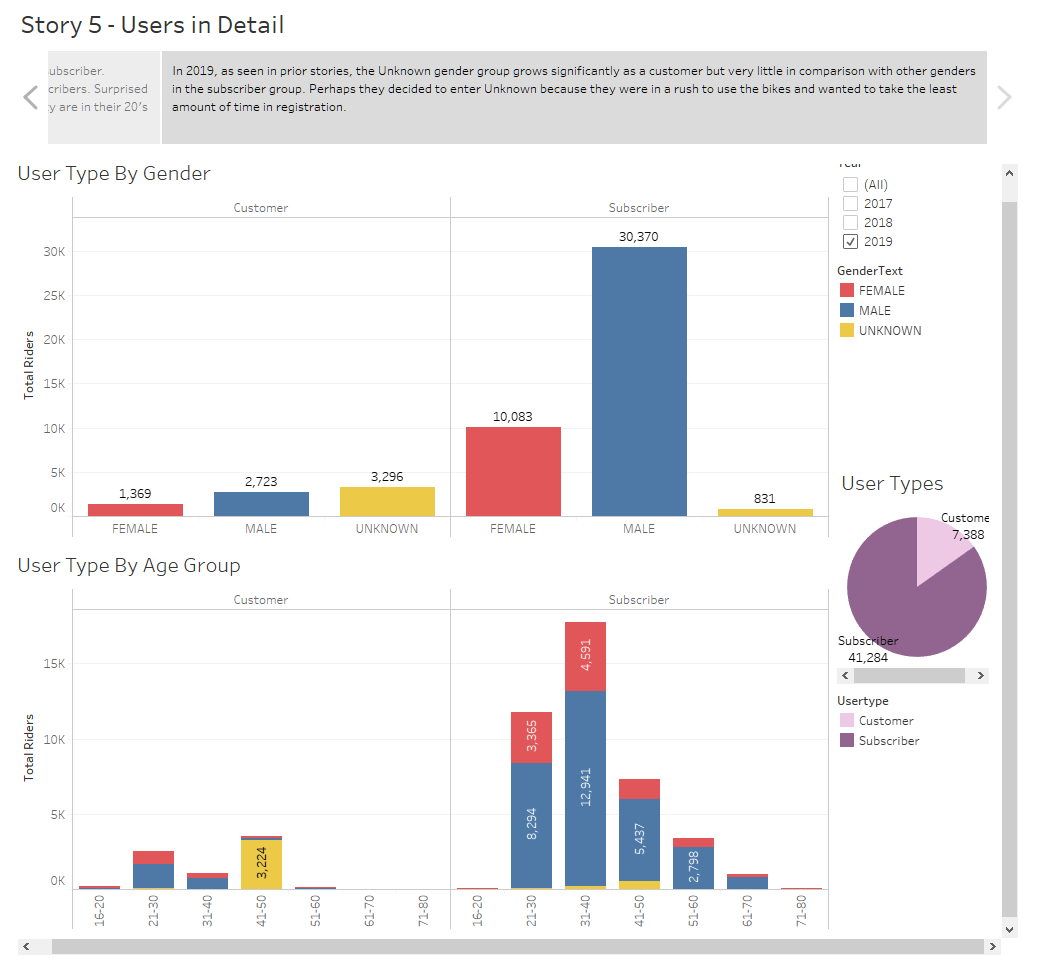 Story 5 - Users in Detail
ubscriber.
cribers. Surprised
y are in their 20's
In 2019, as seen in prior stories, the Unknown gender group grows significantly as a customer but very little in comparison with other genders
in the subscriber group. Perhaps they decided to enter Unknown because they were in a rush to use the bikes and wanted to take the least
amount of time in registration.
User Type By Gender
Customer
Subscriber
Total Riders
30K
25K
20K
15K
10K
5K
0K
1,369
2,723
3,296
10,083
30,370
831
FEMALE
MALE
UNKNOWN
FEMALE
MALE
UNKNOWN
Year
(All)
2017
2018
2019
GenderText
FEMALE
MALE
UNKNOWN
User Types
Custome
7,388
Subscriber
41,284
Usertype
Customer
Subscriber
User Type By Age Group
Customer
Subscriber
Total Riders
15K
10K
5K
0K
3,224
3,365
8,294
4,591
12,941
5,437
2,798
16-20
21-30
31-40
41-50
51-60
61-70
71-80
16-20
21-30
31-40
41-50
51-60
61-70
71-80